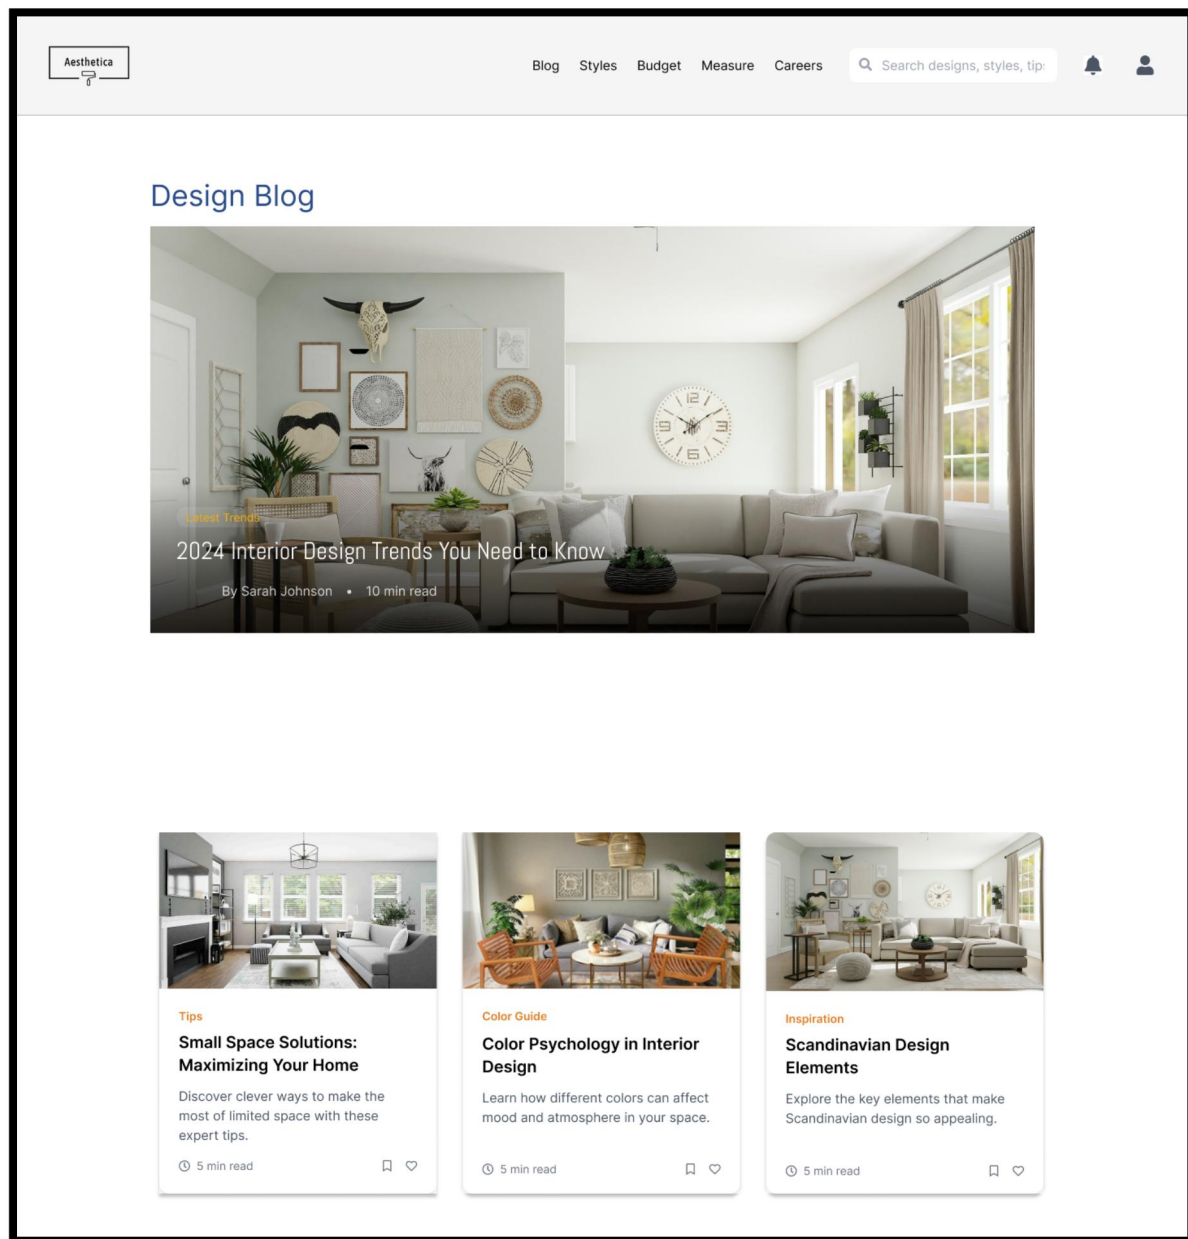 Aesthetica
Blog Styles Budget Measure Careers Search designs, styles, tip
Design Blog
Latest Trends
2024 Interior Design Trends You Need to Know
By Sarah Johnson • 10 min read
Tips
Small Space Solutions:
Maximizing Your Home
Discover clever ways to make the
most of limited space with these
expert tips.
5 min read
Color Guide
Color Psychology in Interior
Design
Learn how different colors can affect
mood and atmosphere in your space.
5 min read
Inspiration
Scandinavian Design
Elements
Explore the key elements that make
Scandinavian design so appealing.
5 min read